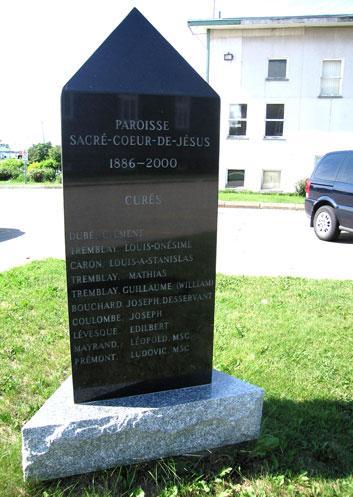 PAROISSE
SACRÉ-COEUR-DE-JÉSUS
1886-2000
CURÉS
DUBÉ, CLÉMENT
TREMBLAY, LOUIS-ONÉSIME
CARON, LOUIS-A-STANISLAS
TREMBLAY, MATHIAS
TREMBLAY, GUILLAUME (WILLIAM)
BOUCHARD, JOSEPH, DESSERVANT
COULOMBE, JOSEPH
LÉVESQUE, EDILBERT
MAYRAND, LÉOPOLD, MSC
PRÉMONT, LUDOVIC, MSC